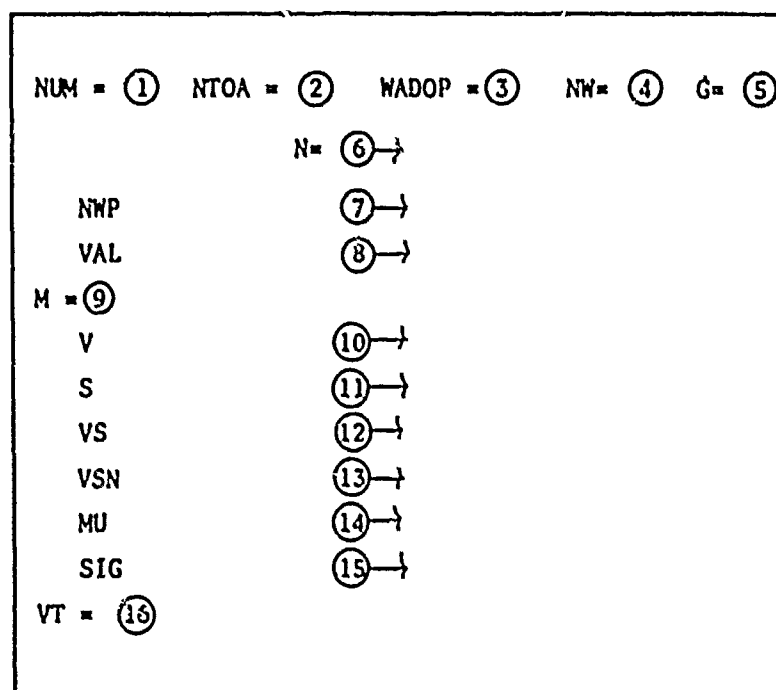 NUM = ① NTOA = ② WADOP = ③ NW= ④ G= ⑤
N= ⑥→
NWP ⑦→
VAL ⑧→
M = ⑨
V ⑩→
S ⑪→
VS ⑫→
VSN ⑬→
MU ⑭→
SIG ⑮→
VT = ⑯